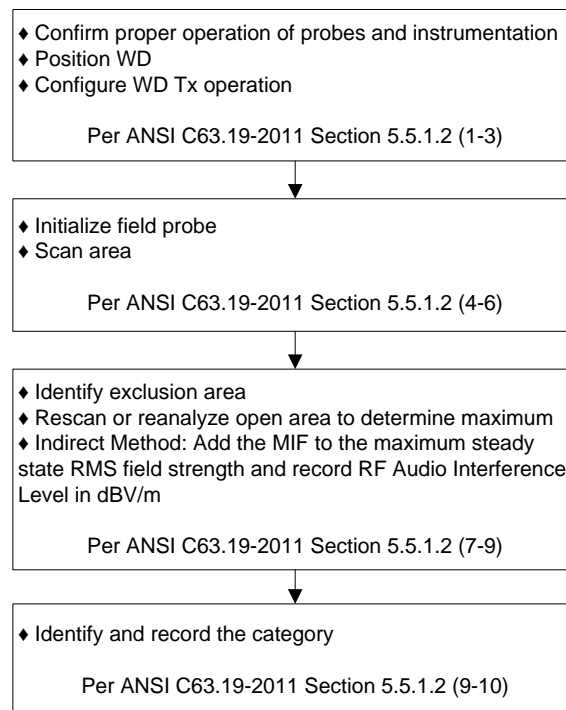 ♦ Confirm proper operation of probes and instrumentation
♦ Position WD
♦ Configure WD Tx operation
Per ANSI C63.19-2011 Section 5.5.1.2 (1-3)
♦ Initialize field probe
♦ Scan area
Per ANSI C63.19-2011 Section 5.5.1.2 (4-6)
♦ Identify exclusion area
♦ Rescan or reanalyze open area to determine maximum
♦ Indirect Method: Add the MIF to the maximum steady
state RMS field strength and record RF Audio Interference
Level in dBV/m
Per ANSI C63.19-2011 Section 5.5.1.2 (7-9)
♦ Identify and record the category
Per ANSI C63.19-2011 Section 5.5.1.2 (9-10)